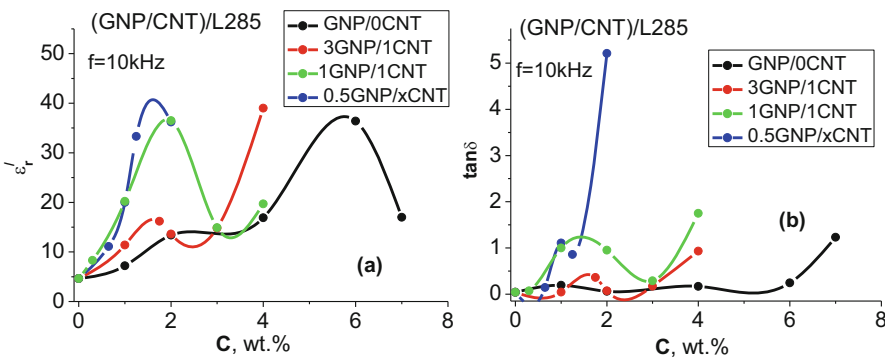 (GNP/CNT)/L285
f=10kHz
GNP/0CNT
3GNP/1CNT
1GNP/1CNT
0.5GNP/xCNT
50
40
30
20
10
0
ε_r^/
0 2 4 6 8
C, wt.%
(a)
(GNP/CNT)/L285
f=10kHz
GNP/0CNT
3GNP/1CNT
1GNP/1CNT
0.5GNP/xCNT
5
4
3
2
1
0
tanδ
0 2 4 6 8
C, wt.%
(b)